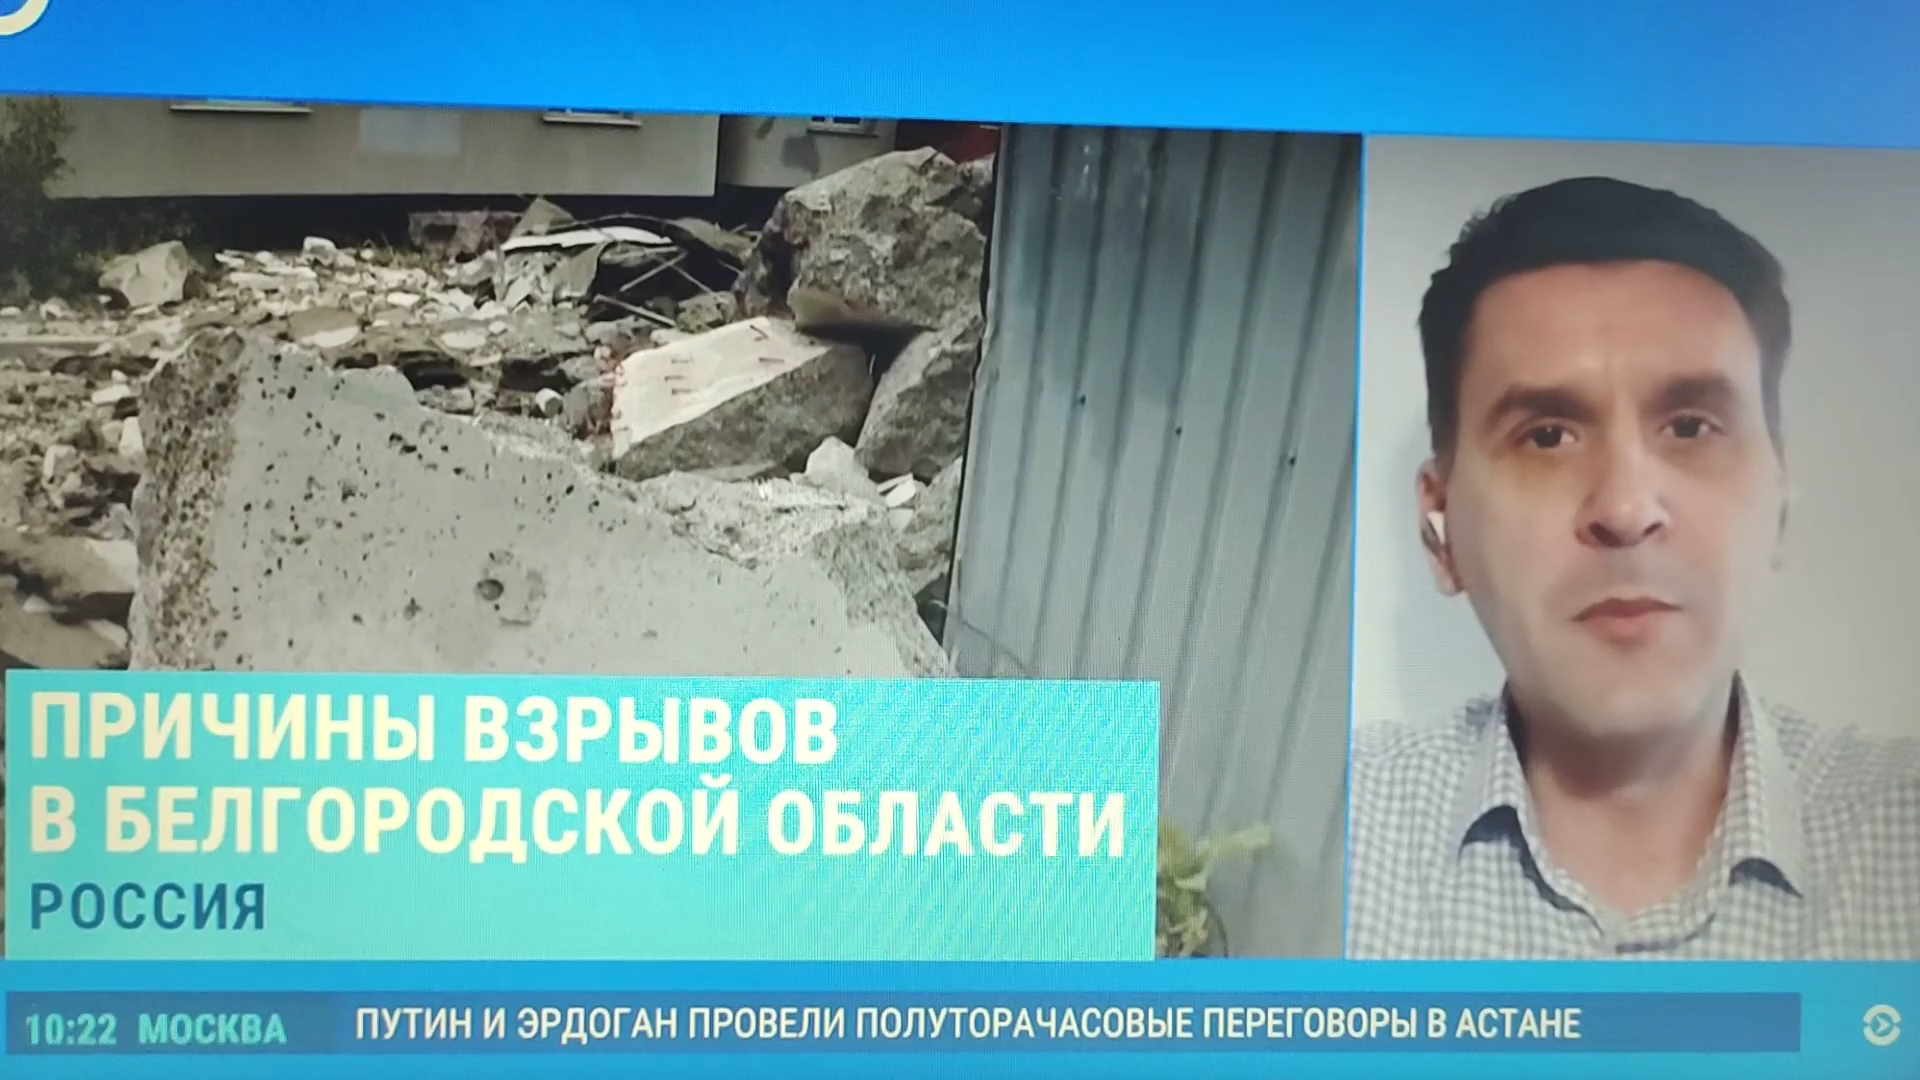 ПРИЧИНЫ ВЗРЫВОВ
В БЕЛГОРОДСКОЙ ОБЛАСТИ
РОССИЯ
10:22 МОСКВА ПУТИН И ЭРДОГАН ПРОВЕЛИ ПОЛУТОРАЧАСОВЫЕ ПЕРЕГОВОРЫ В АСТАНЕ